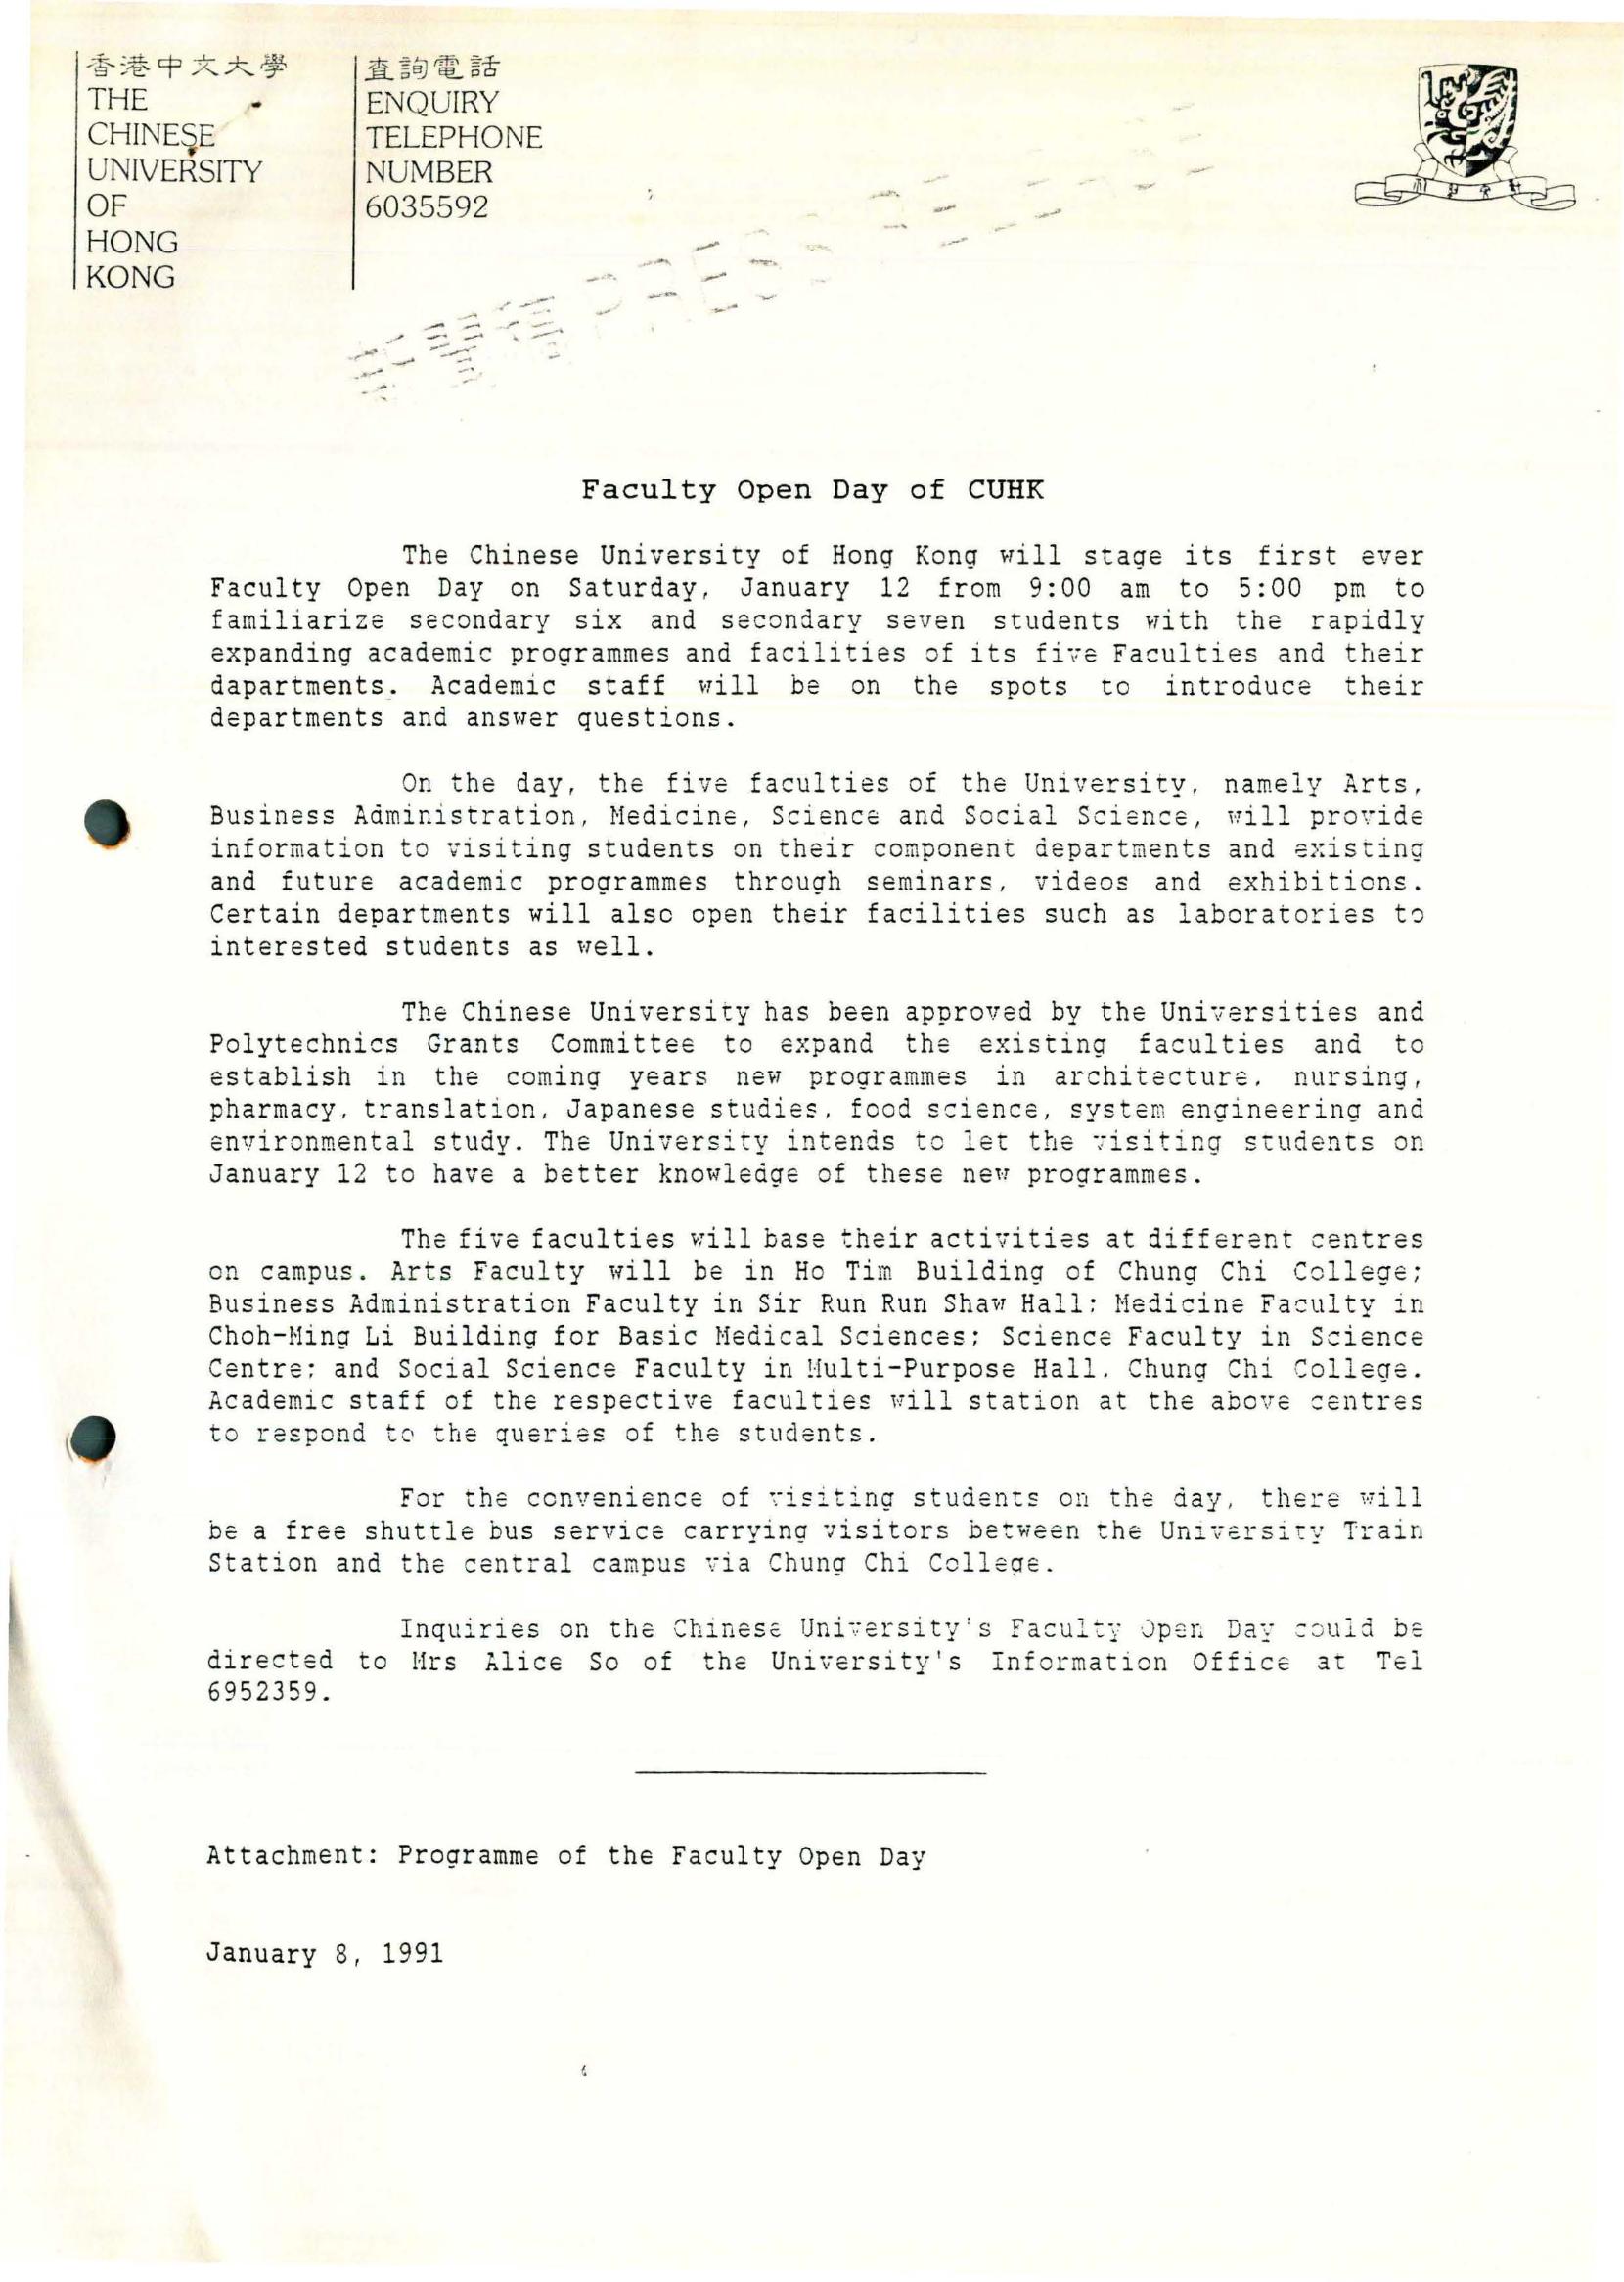 香港中文大學
THE
CHINESE
UNIVERSITY
OF
HONG
KONG
查詢電話
ENQUIRY
TELEPHONE
NUMBER
6035592
PRESS
Faculty Open Day of CUHK
The Chinese University of Hong Kong will stage its first ever
Faculty Open Day on Saturday, January 12 from 9:00 am to 5:00 pm to
familiarize secondary six and secondary seven students with the rapidly
expanding academic programmes and facilities of its five Faculties and their
dapartments. Academic staff will be on the spots to introduce their
departments and answer questions.
On the day, the five faculties of the University, namely Arts,
Business Administration, Medicine, Science and Social Science, will provide
information to visiting students on their component departments and existing
and future academic programmes through seminars, videos and exhibitions.
Certain departments will also open their facilities such as laboratories to
interested students as well.
The Chinese University has been approved by the Universities and
Polytechnics Grants Committee to expand the existing faculties and to
establish in the coming years new programmes in architecture, nursing,
pharmacy, translation, Japanese studies, food science, system engineering and
environmental study. The University intends to let the visiting students on
January 12 to have a better knowledge of these new programmes.
The five faculties will base their activities at different centres
on campus. Arts Faculty will be in Ho Tim Building of Chung Chi College;
Business Administration Faculty in Sir Run Run Shaw Hall; Medicine Faculty in
Choh-Ming Li Building for Basic Medical Sciences; Science Faculty in Science
Centre; and Social Science Faculty in Multi-Purpose Hall, Chung Chi College.
Academic staff of the respective faculties will station at the above centres
to respond to the queries of the students.
For the convenience of visiting students on the day, there will
be a free shuttle bus service carrying visitors between the University Train
Station and the central campus via Chung Chi College.
Inquiries on the Chinese University's Faculty Open Day could be
directed to Mrs Alice So of the University's Information Office at Tel
6952359.
Attachment: Programme of the Faculty Open Day
January 8, 1991